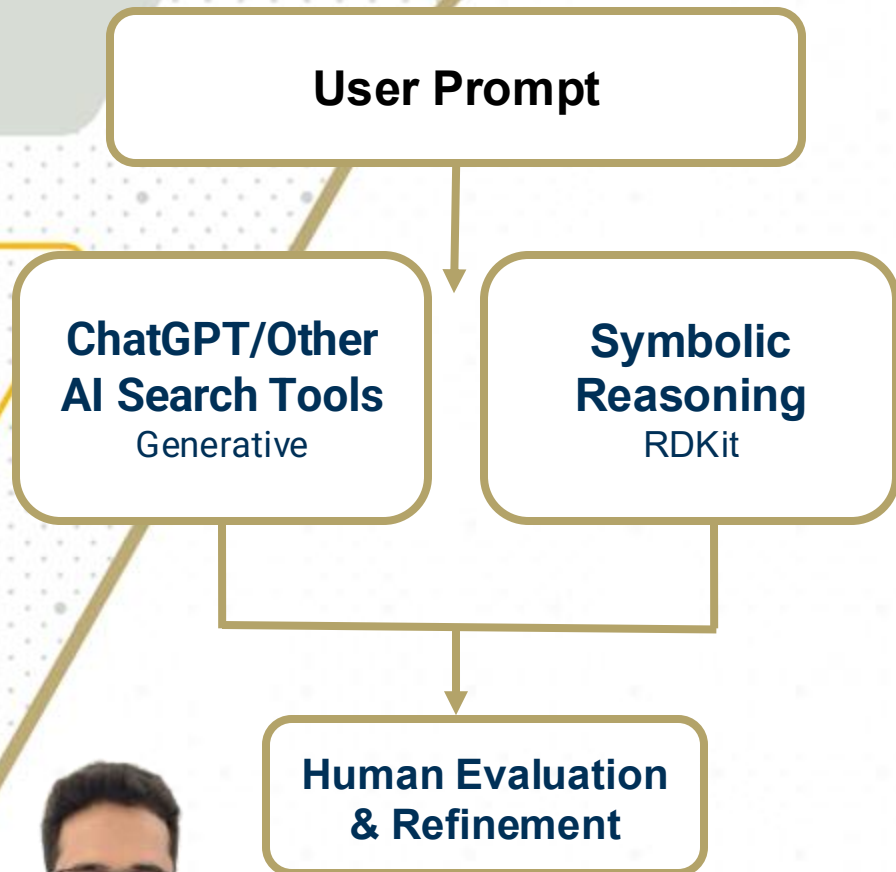 User Prompt
ChatGPT/Other
AI Search Tools
Generative
Symbolic
Reasoning
RDKit
Human Evaluation
& Refinement